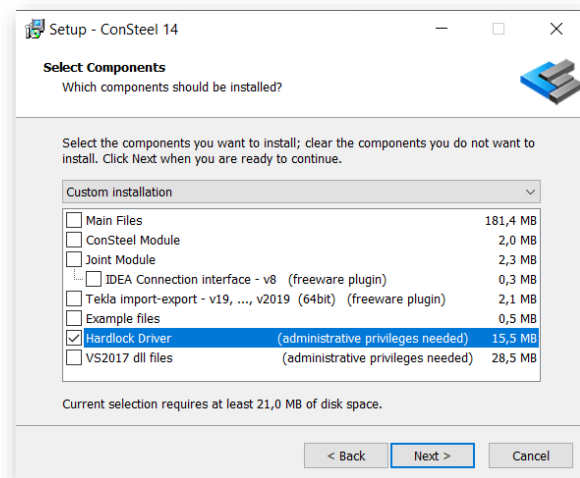 Setup - ConSteel 14
Select Components
Which components should be installed?
Select the components you want to install; clear the components you do not want to
install. Click Next when you are ready to continue.
Custom installation
Main Files 181,4 MB
ConSteel Module 2,0 MB
Joint Module 2,3 MB
IDEA Connection interface - v8 (freeware plugin) 0,3 MB
Tekla import-export - v19, ..., v2019 (64bit) (freeware plugin) 2,1 MB
Example files 0,5 MB
Hardlock Driver (administrative privileges needed) 15,5 MB
VS2017 dll files (administrative privileges needed) 28,5 MB
Current selection requires at least 21,0 MB of disk space.
< Back Next > Cancel